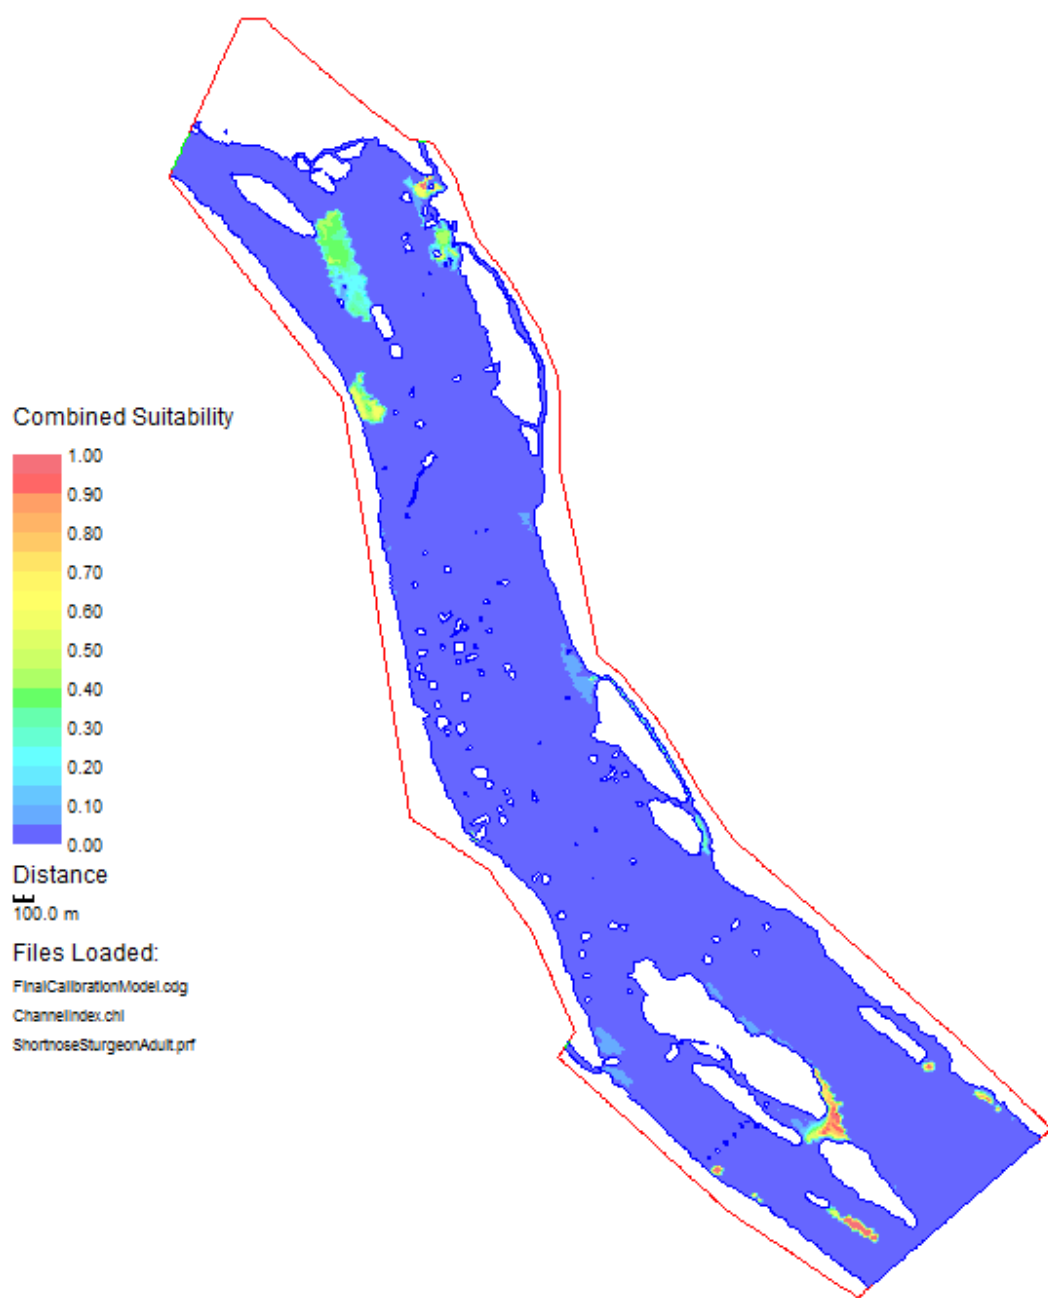 Combined Suitability
1.00
0.90
0.80
0.70
0.60
0.50
0.40
0.30
0.20
0.10
0.00
Distance
100.0 m
Files Loaded:
FinalCalibrationModel.cdg
ChannelIndex.chi
ShortnoseSturgeonAdult.prf